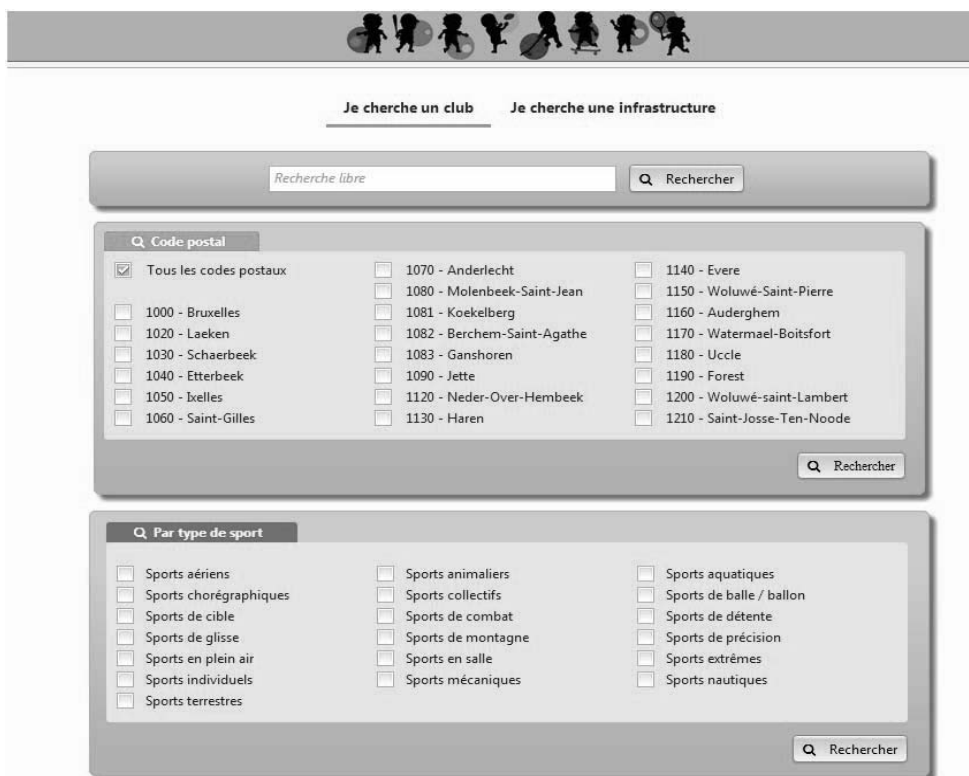 Je cherche un club Je cherche une infrastructure
Recherche libre Rechercher
Code postal
Tous les codes postaux 1070 - Anderlecht 1140 - Evere
1080 - Molenbeek-Saint-Jean 1150 - Woluwé-Saint-Pierre
1000 - Bruxelles 1081 - Koekelberg 1160 - Auderghem
1020 - Laeken 1082 - Berchem-Saint-Agathe 1170 - Watermael-Boitsfort
1030 - Schaerbeek 1083 - Ganshoren 1180 - Uccle
1040 - Etterbeek 1090 - Jette 1190 - Forest
1050 - Ixelles 1120 - Neder-Over-Hembeek 1200 - Woluwé-saint-Lambert
1060 - Saint-Gilles 1130 - Haren 1210 - Saint-Josse-Ten-Noode
Rechercher
Par type de sport
Sports aériens Sports animaliers Sports aquatiques
Sports chorégraphiques Sports collectifs Sports de balle / ballon
Sports de cible Sports de combat Sports de détente
Sports de glisse Sports de montagne Sports de précision
Sports en plein air Sports en salle Sports extrêmes
Sports individuels Sports mécaniques Sports nautiques
Sports terrestres
Rechercher